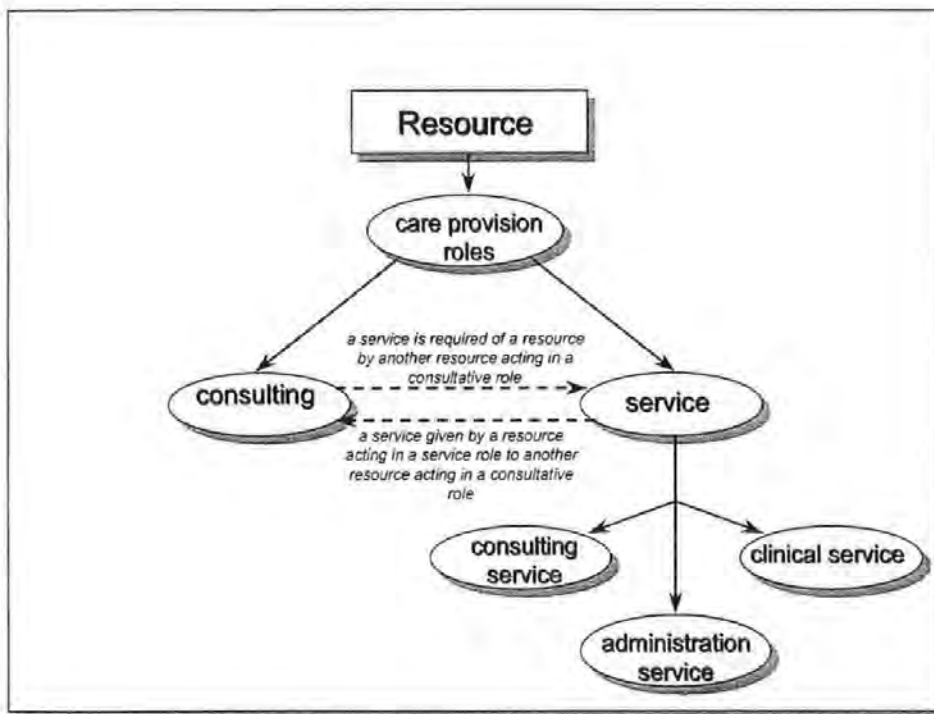 Resource
care provision
roles
a service is required of a resource
by another resource acting in a
consultative role
consulting
service
a service given by a resource
acting in a service role to another
resource acting in a consultative
role
consulting
service
clinical service
administration
service